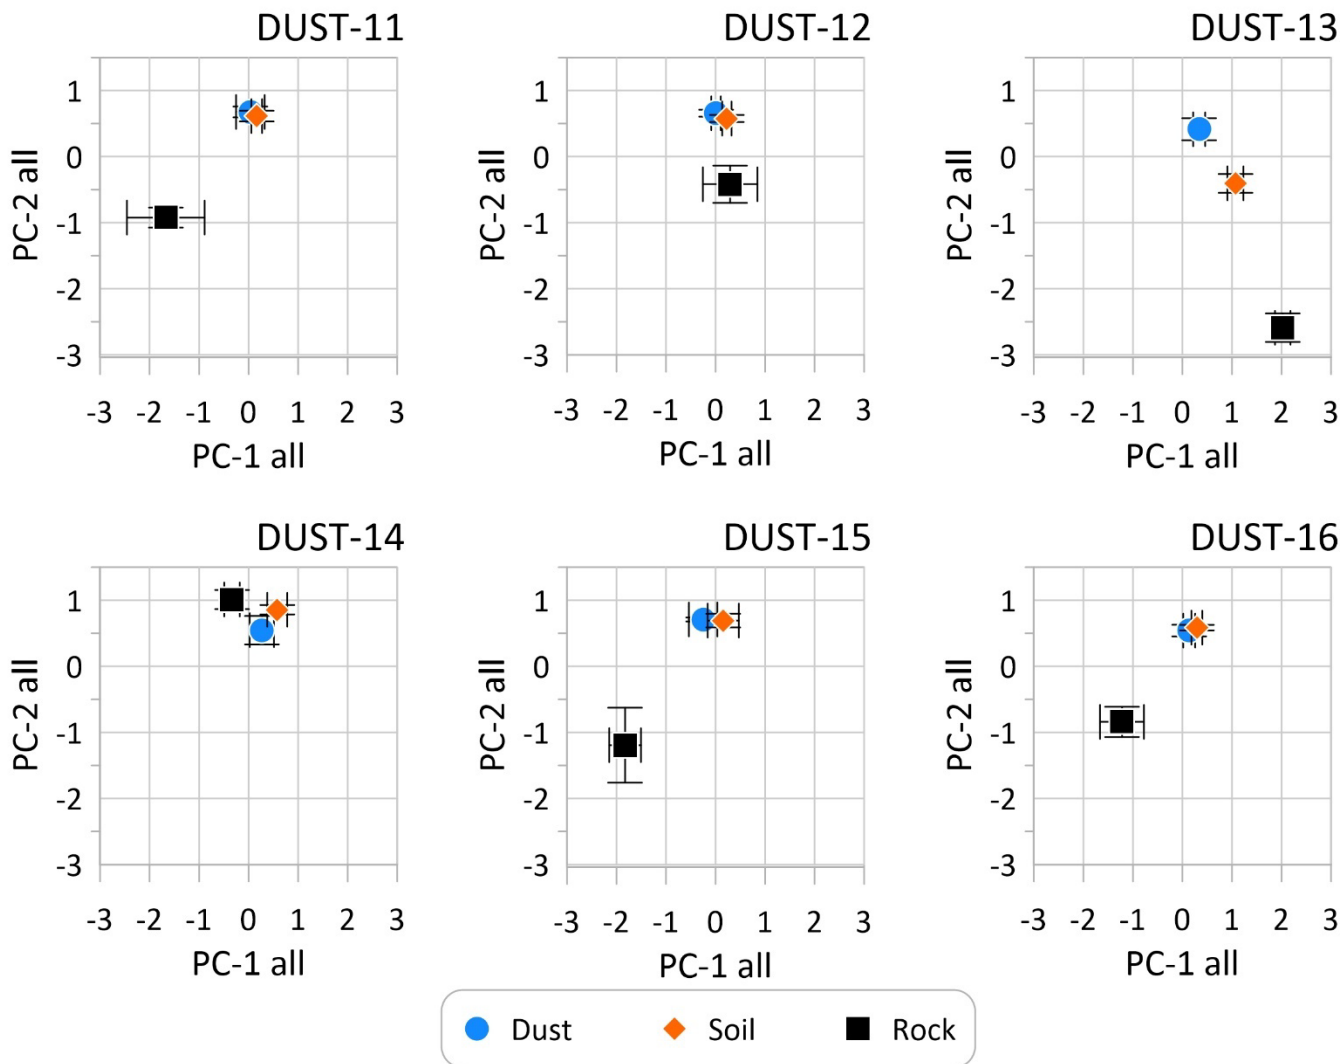 DUST-11 DUST-12 DUST-13
PC-2 all PC-2 all PC-2 all
1 1 1
0 0 0
-1 -1 -1
-2 -2 -2
-3 -3 -3
-3 -2 -1 0 1 2 3 -3 -2 -1 0 1 2 3 -3 -2 -1 0 1 2 3
PC-1 all PC-1 all PC-1 all
DUST-14 DUST-15 DUST-16
PC-2 all PC-2 all PC-2 all
1 1 1
0 0 0
-1 -1 -1
-2 -2 -2
-3 -3 -3
-3 -2 -1 0 1 2 3 -3 -2 -1 0 1 2 3 -3 -2 -1 0 1 2 3
PC-1 all PC-1 all PC-1 all
Dust Soil Rock